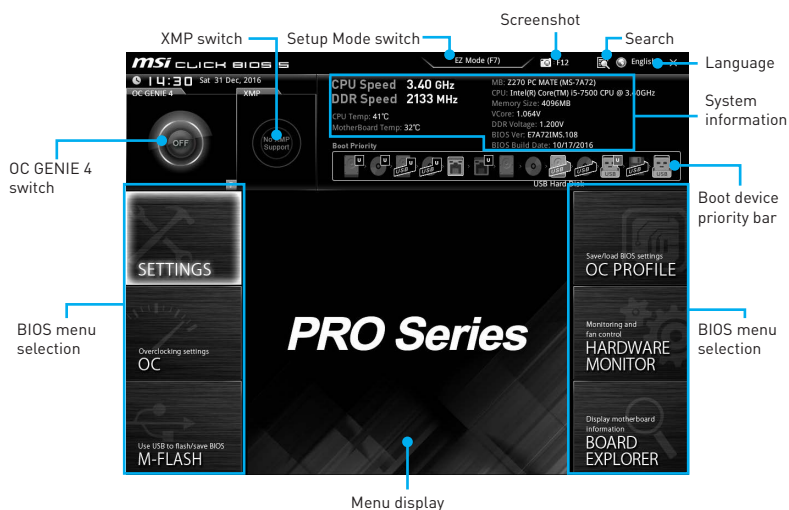 Screenshot
XMP switch
Setup Mode switch
Search
msi CLICK BIOS 5
EZ Mode (F7)
F12
English
X
Language
14:30 Sat 31 Dec, 2016
OC GENIE 4
XMP
OFF
No XMP
Support
CPU Speed 3.40 GHz
DDR Speed 2133 MHz
CPU Temp: 41°C
MotherBoard Temp: 32°C
MB: Z270 PC MATE (MS-7A72)
CPU: Intel(R) Core(TM) i5-7500 CPU @ 3.40GHz
Memory Size: 4096MB
VCore: 1.064V
DDR Voltage: 1.200V
BIOS Ver: E7A72IMS.108
BIOS Build Date: 10/17/2016
System
information
Boot Priority
U
USB
USB
U
USB
USB
USB
U
USB
USB
USB Hard Disk
OC GENIE 4
switch
Boot device
priority bar
SETTINGS
Save/load BIOS settings
OC PROFILE
BIOS menu
selection
Overclocking settings
OC
PRO Series
Monitoring and
fan control
HARDWARE
MONITOR
BIOS menu
selection
Use USB to flash/save BIOS
M-FLASH
Display motherboard
information
BOARD
EXPLORER
Menu display